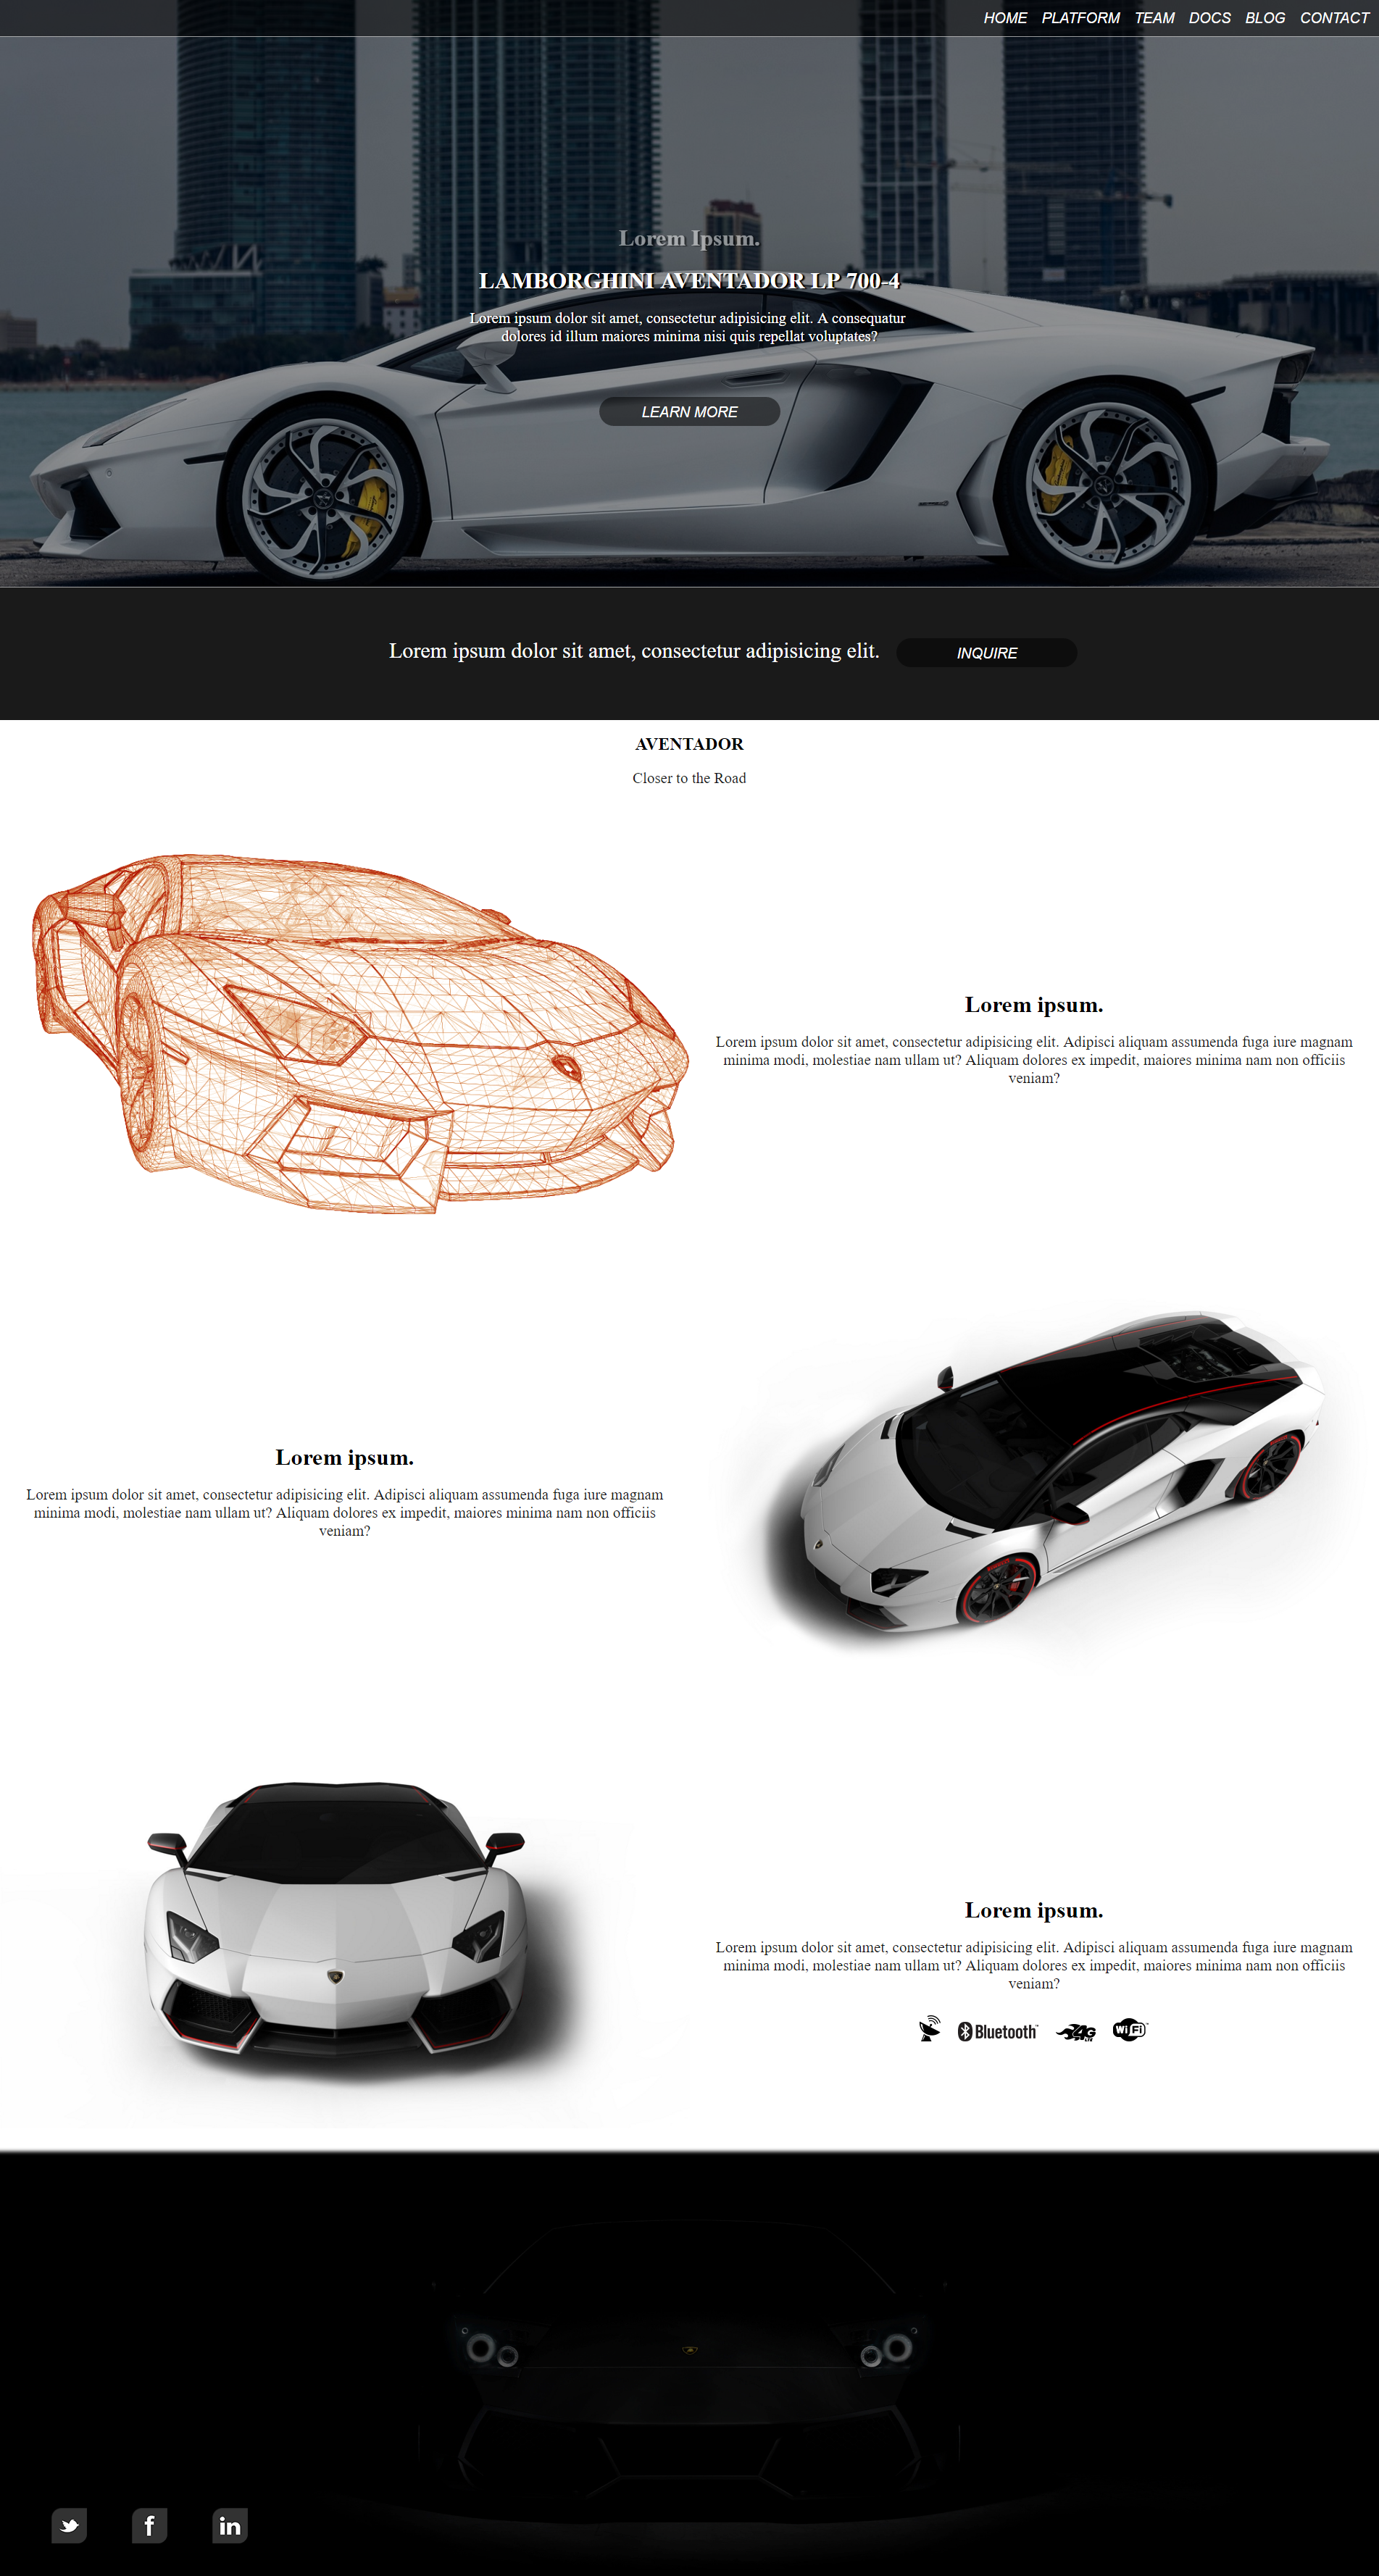 HOME PLATFORM TEAM DOCS BLOG CONTACT
Lorem Ipsum.
LAMBORGHINI AVENTADOR LP 700-4
Lorem ipsum dolor sit amet, consectetur adipisicing elit. A consequatur
dolores id illum maiores minima nisi quis repellat voluptates?
LEARN MORE
Lorem ipsum dolor sit amet, consectetur adipisicing elit.
INQUIRE
AVENTADOR
Closer to the Road
Lorem ipsum.
Lorem ipsum dolor sit amet, consectetur adipisicing elit. Adipisci aliquam assumenda fuga iure magnam
minima modi, molestiae nam ullam ut? Aliquam dolores ex impedit, maiores minima nam non officiis
veniam?
Lorem ipsum.
Lorem ipsum dolor sit amet, consectetur adipisicing elit. Adipisci aliquam assumenda fuga iure magnam
minima modi, molestiae nam ullam ut? Aliquam dolores ex impedit, maiores minima nam non officiis
veniam?
Lorem ipsum.
Lorem ipsum dolor sit amet, consectetur adipisicing elit. Adipisci aliquam assumenda fuga iure magnam
minima modi, molestiae nam ullam ut? Aliquam dolores ex impedit, maiores minima nam non officiis
veniam?
Bluetooth 4G WiFi
f in